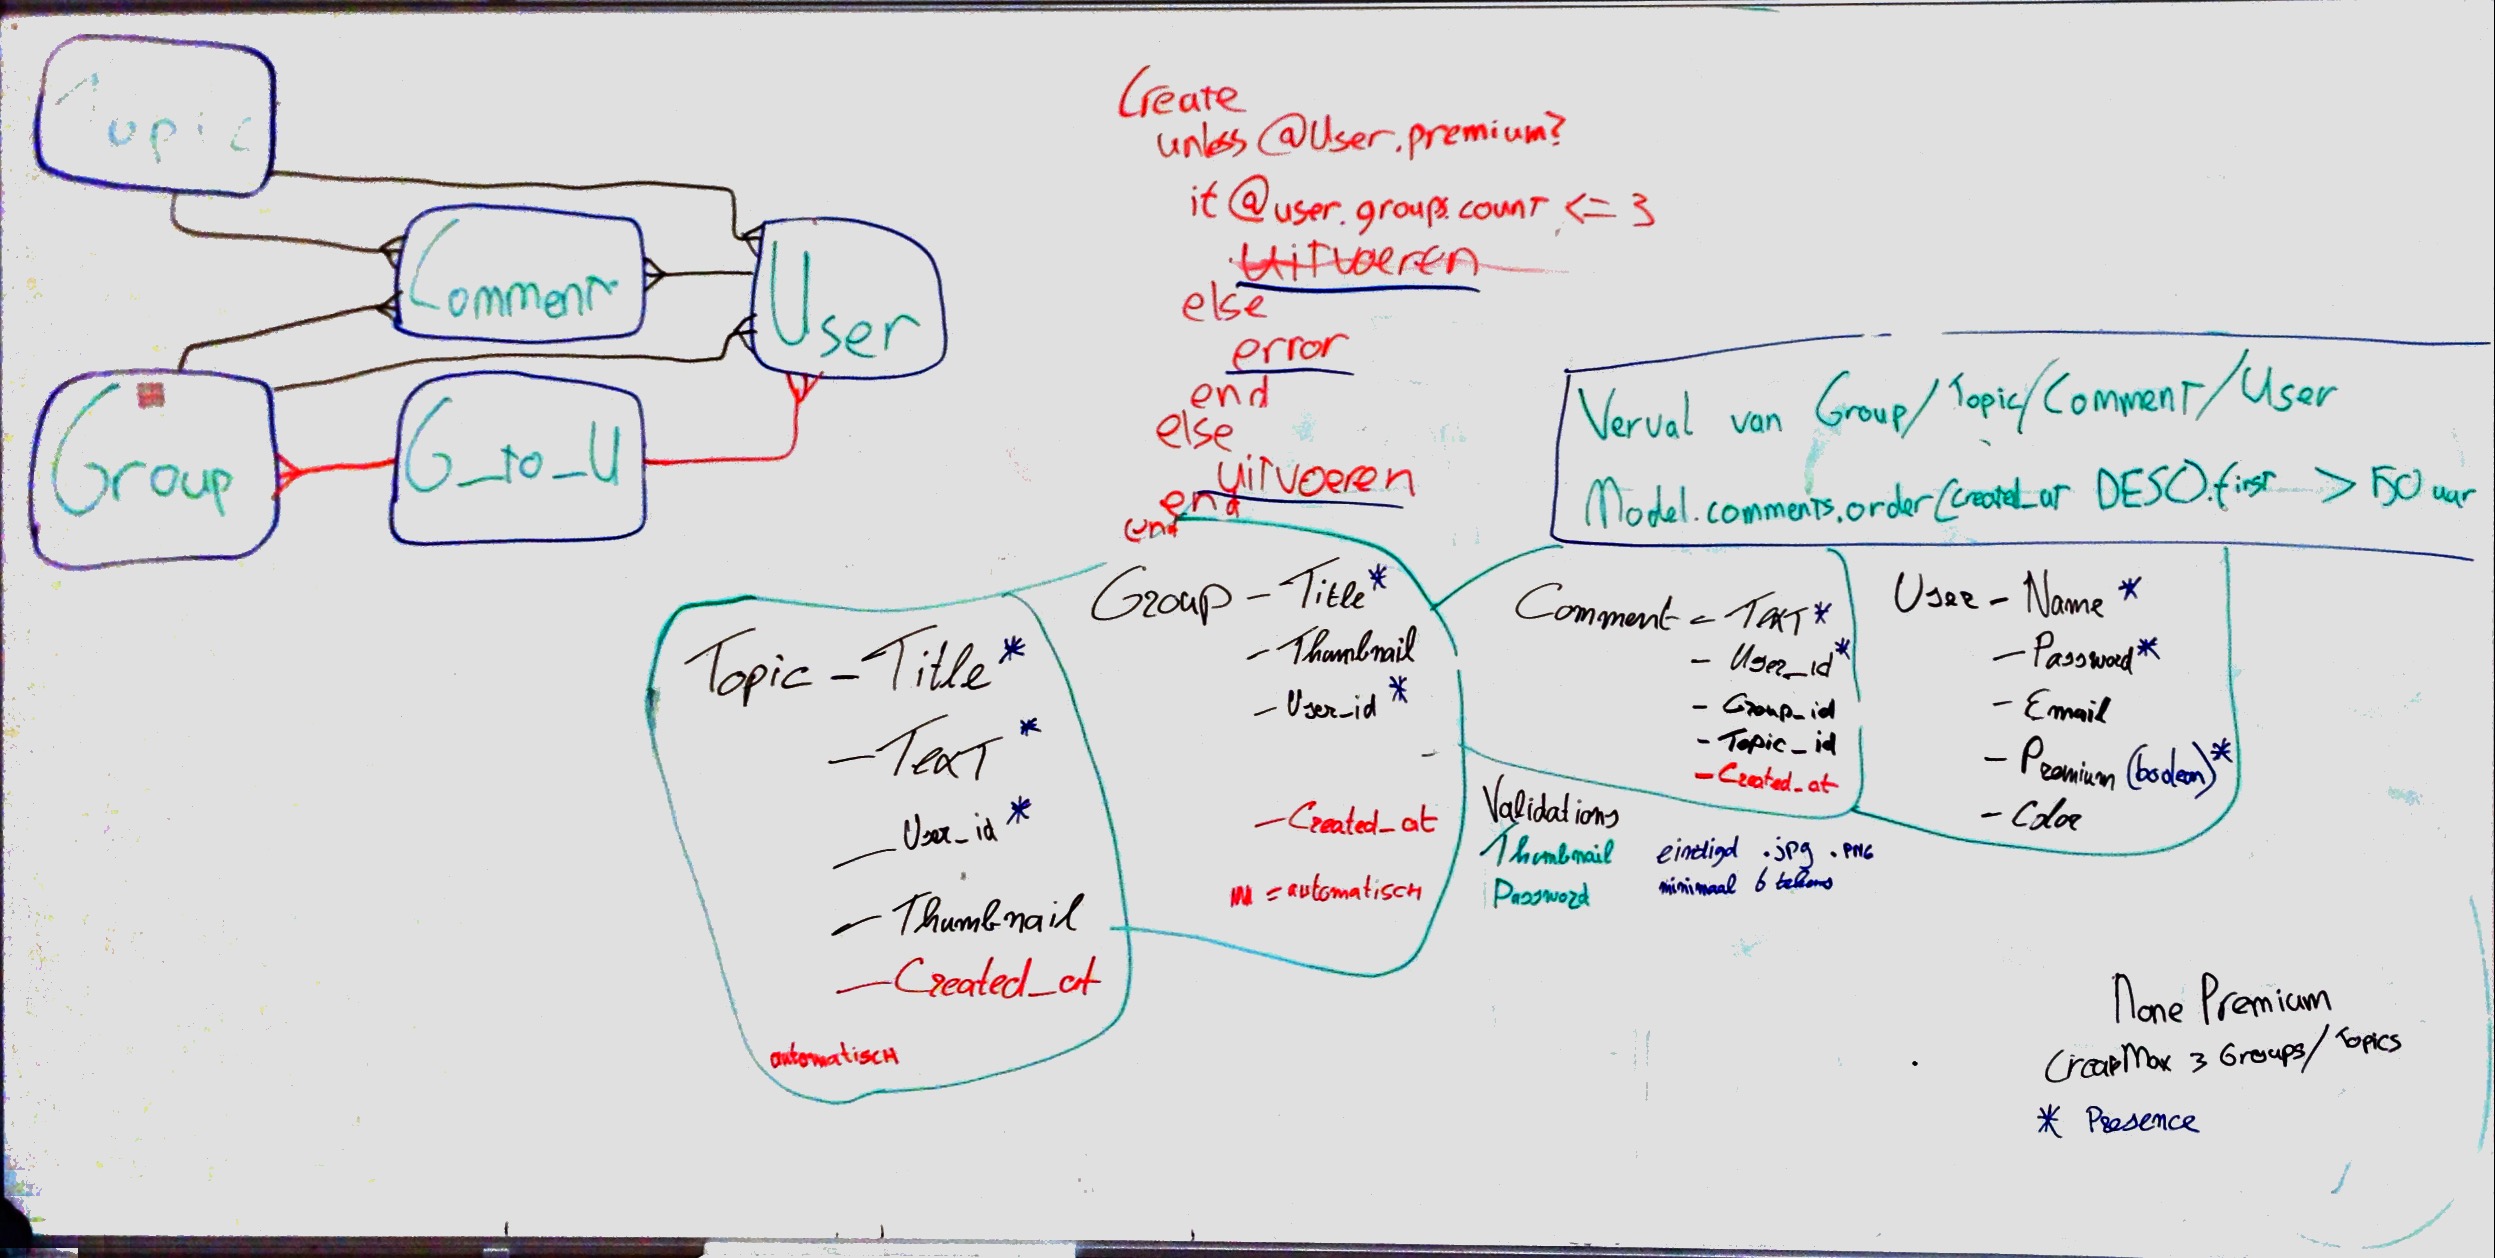 Topic
Comment
User
Group
G_to_U
Create
unless @User.premium?
if @user.groups.count <= 3
uitvoeren
else
error
end
else
uitvoeren
end
end
Verval van Group/Topic/Comment/User
Model.comments.order(created_at DESC).first > 50 uur
Topic - Title*
- Text*
- User_id*
- Thumbnail
- Created_at
automatisch
Group - Title*
- Thumbnail
- User_id*
-
- Created_at
= automatisch
Comment - Text*
- User_id*
- Group_id
- Topic_id
- Created_at
User - Name*
- Password*
- Email
- Premium (boolean)*
- Color
Validations
Thumbnail .jpg .PNG
Password minimaal 6 tekens
None Premium
Max 3 Groups/Topics
* Presence